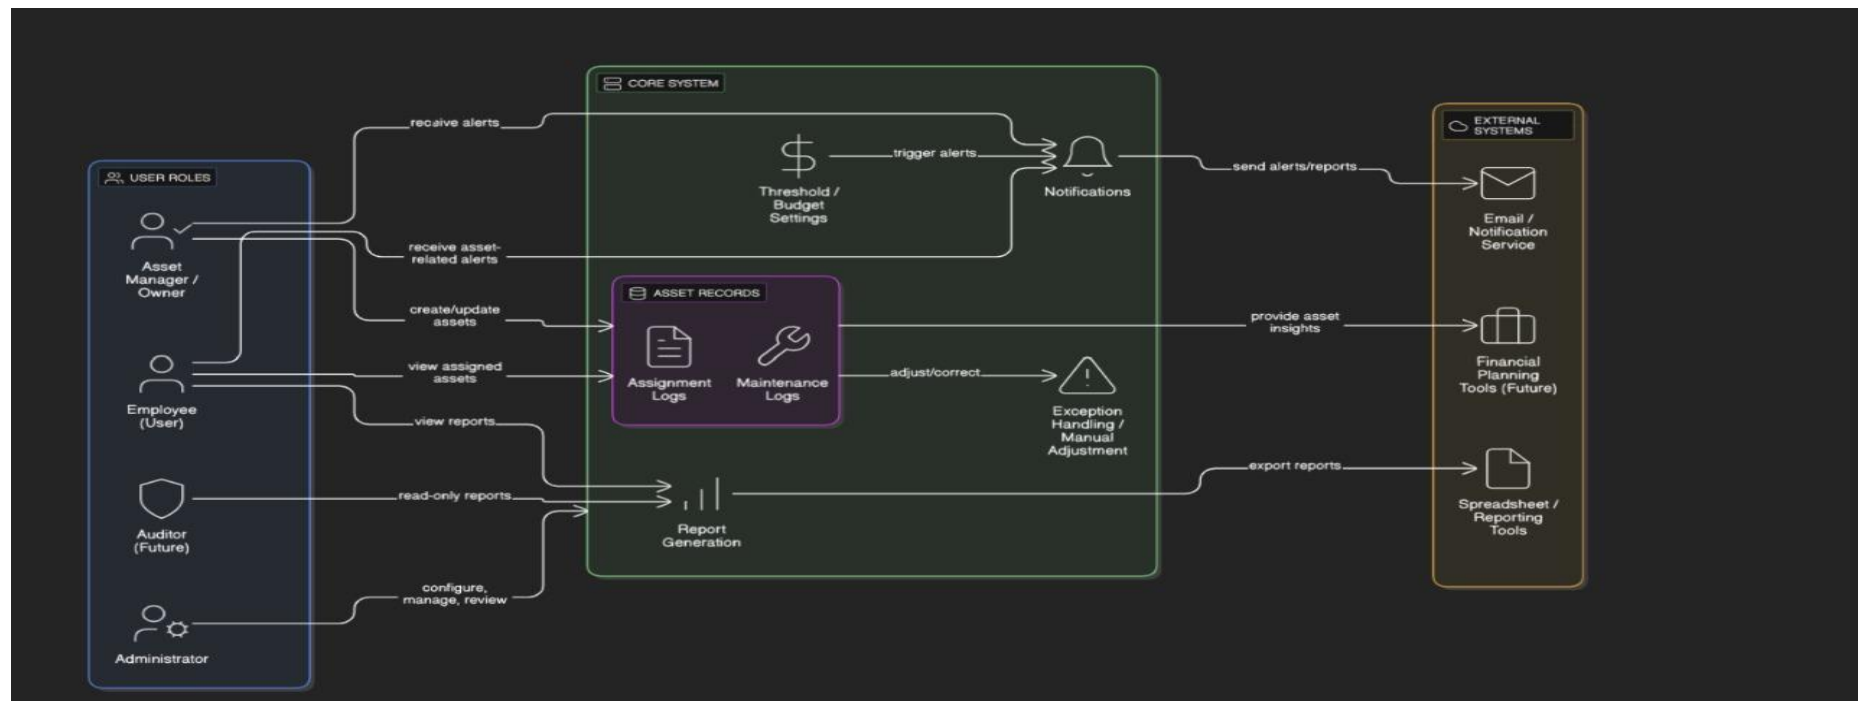 USER ROLES
Asset
Manager /
Owner
Employee
(User)
Auditor
(Future)
Administrator
receive alerts
receive asset-
related alerts
create/update
assets
view assigned
assets
view reports
read-only reports
configure,
manage, review
CORE SYSTEM
Threshold /
Budget
Settings
trigger alerts
Notifications
ASSET RECORDS
Assignment
Logs
Maintenance
Logs
adjust/correct
Exception
Handling /
Manual
Adjustment
Report
Generation
send alerts/reports
provide asset
insights
export reports
EXTERNAL
SYSTEMS
Email /
Notification
Service
Financial
Planning
Tools (Future)
Spreadsheet /
Reporting
Tools